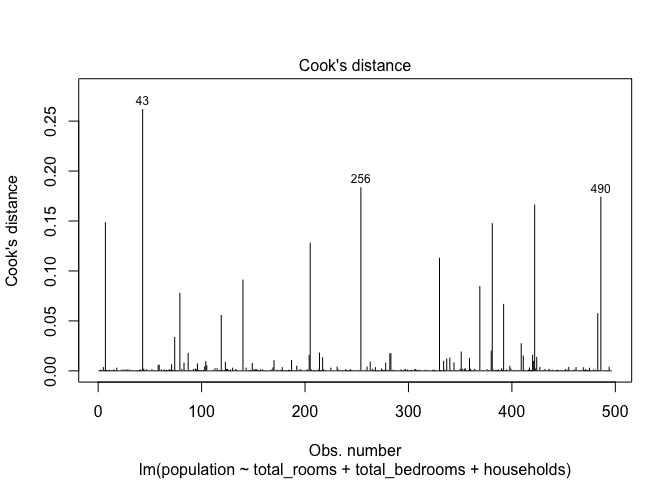 Cook's distance
43
256
490
Cook's distance
0.25
0.20
0.15
0.10
0.05
0.00
0 100 200 300 400 500
Obs. number
lm(population ~ total_rooms + total_bedrooms + households)